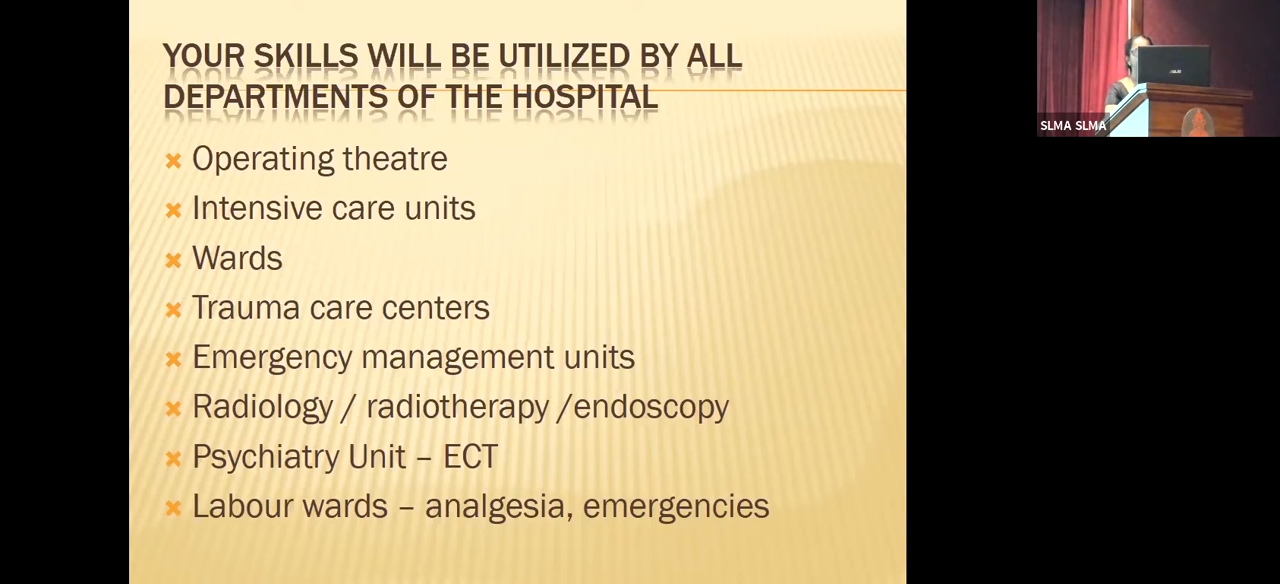 YOUR SKILLS WILL BE UTILIZED BY ALL
DEPARTMENTS OF THE HOSPITAL
Operating theatre
Intensive care units
Wards
Trauma care centers
Emergency management units
Radiology / radiotherapy /endoscopy
Psychiatry Unit – ECT
Labour wards – analgesia, emergencies
SLMA SLMA